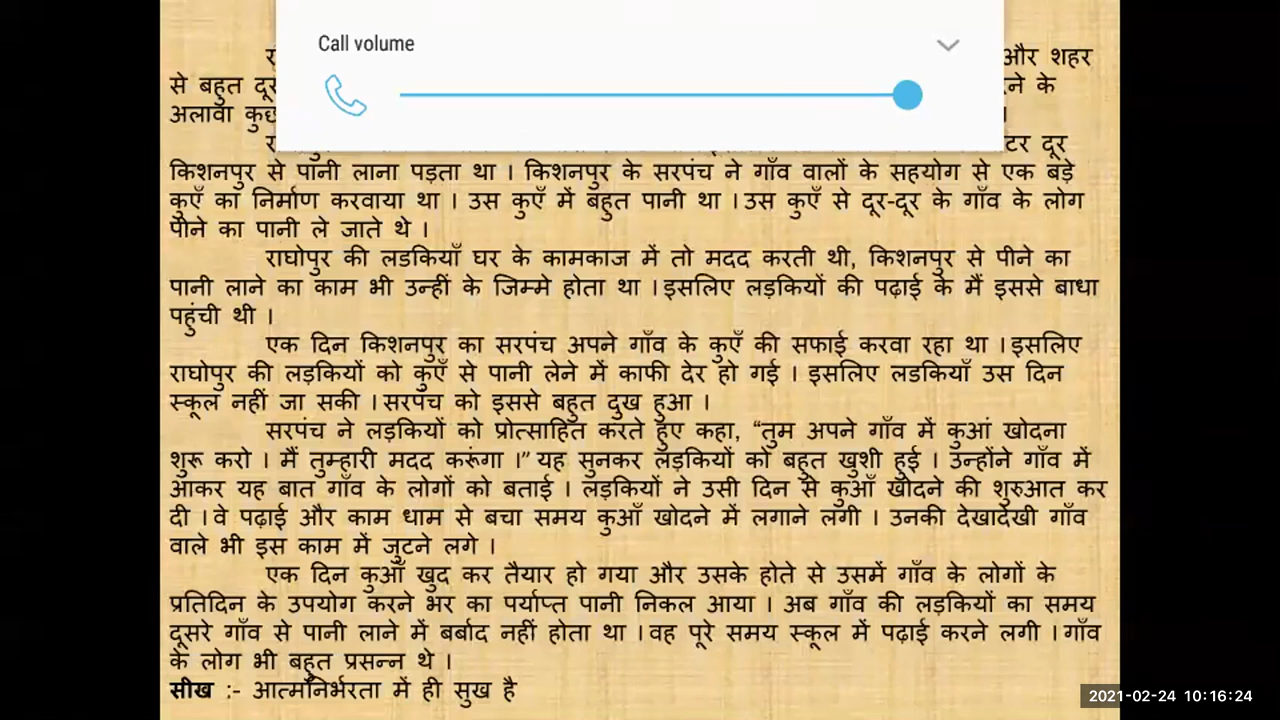 Call volume
और शहर
से बहुत दूर
के
अलावा
दूर
किशनपुर से पानी लाना पड़ता था । किशनपुर के सरपंच ने गाँव वालों के सहयोग से एक बड़े
कुएँ का निर्माण करवाया था । उस कुएँ में बहुत पानी था । उस कुएँ से दूर-दूर के गाँव के लोग
पीने का पानी ले जाते थे ।
राघोपुर की लडकियाँ घर के कामकाज में तो मदद करती थी, किशनपुर से पीने का
पानी लाने का काम भी उन्हीं के जिम्मे होता था । इसलिए लड़कियों की पढ़ाई के मैं इससे बाधा
पहुंची थी ।
एक दिन किशनपुर का सरपंच अपने गाँव के कुएँ की सफाई करवा रहा था । इसलिए
राघोपुर की लड़कियों को कुएँ से पानी लेने में काफी देर हो गई । इसलिए लडकियाँ उस दिन
स्कूल नहीं जा सकी । सरपंच को इससे बहुत दुख हुआ ।
सरपंच ने लड़कियों को प्रोत्साहित करते हुए कहा, “तुम अपने गाँव में कुआं खोदना
शुरू करो । मैं तुम्हारी मदद करूंगा ।” यह सुनकर लड़कियों को बहुत खुशी हुई । उन्होंने गाँव में
आकर यह बात गाँव के लोगों को बताई । लड़कियों ने उसी दिन से कुआँ खोदने की शुरुआत कर
दी । वे पढ़ाई और काम धाम से बचा समय कुआँ खोदने में लगाने लगी । उनकी देखादेखी गाँव
वाले भी इस काम में जुटने लगे ।
एक दिन कुआँ खुद कर तैयार हो गया और उसके होते से उसमें गाँव के लोगों के
प्रतिदिन के उपयोग करने भर का पर्याप्त पानी निकल आया । अब गाँव की लड़कियों का समय
दूसरे गाँव से पानी लाने में बर्बाद नहीं होता था । वह पूरे समय स्कूल में पढ़ाई करने लगी । गाँव
के लोग भी बहुत प्रसन्न थे ।
सीख :- आत्मनिर्भरता में ही सुख है
2021-02-24 10:16:24